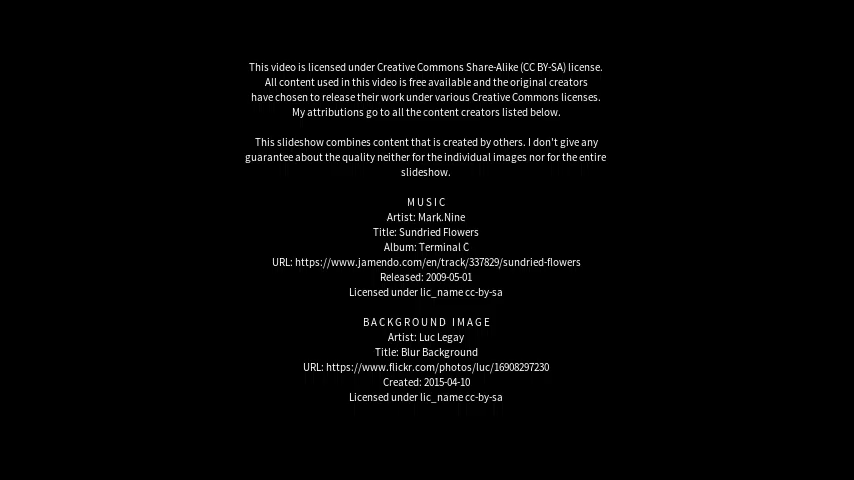 This video is licensed under Creative Commons Share-Alike (CC BY-SA) license.
All content used in this video is free available and the original creators
have chosen to release their work under various Creative Commons licenses.
My attributions go to all the content creators listed below.
This slideshow combines content that is created by others. I don't give any
guarantee about the quality neither for the individual images nor for the entire
slideshow.
MUSIC
Artist: Mark.Nine
Title: Sundried Flowers
Album: Terminal C
URL: https://www.jamendo.com/en/track/337829/sundried-flowers
Released: 2009-05-01
Licensed under lic_name cc-by-sa
BACKGROUND IMAGE
Artist: Luc Legay
Title: Blur Background
URL: https://www.flickr.com/photos/luc/16908297230
Created: 2015-04-10
Licensed under lic_name cc-by-sa